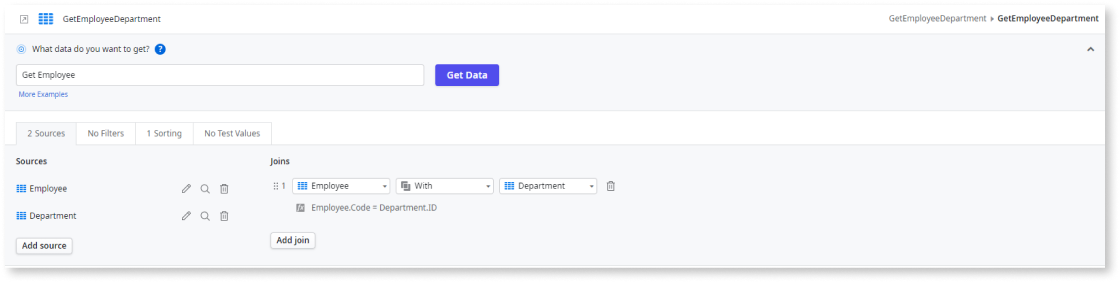 GetEmployeeDepartment
GetEmployeeDepartment ▸ GetEmployeeDepartment
What data do you want to get? ?
Get Employee
Get Data
More Examples
2 Sources
No Filters
1 Sorting
No Test Values
Sources
Joins
Employee
1 Employee With Department
Employee.Code = Department.ID
Department
Add source
Add join